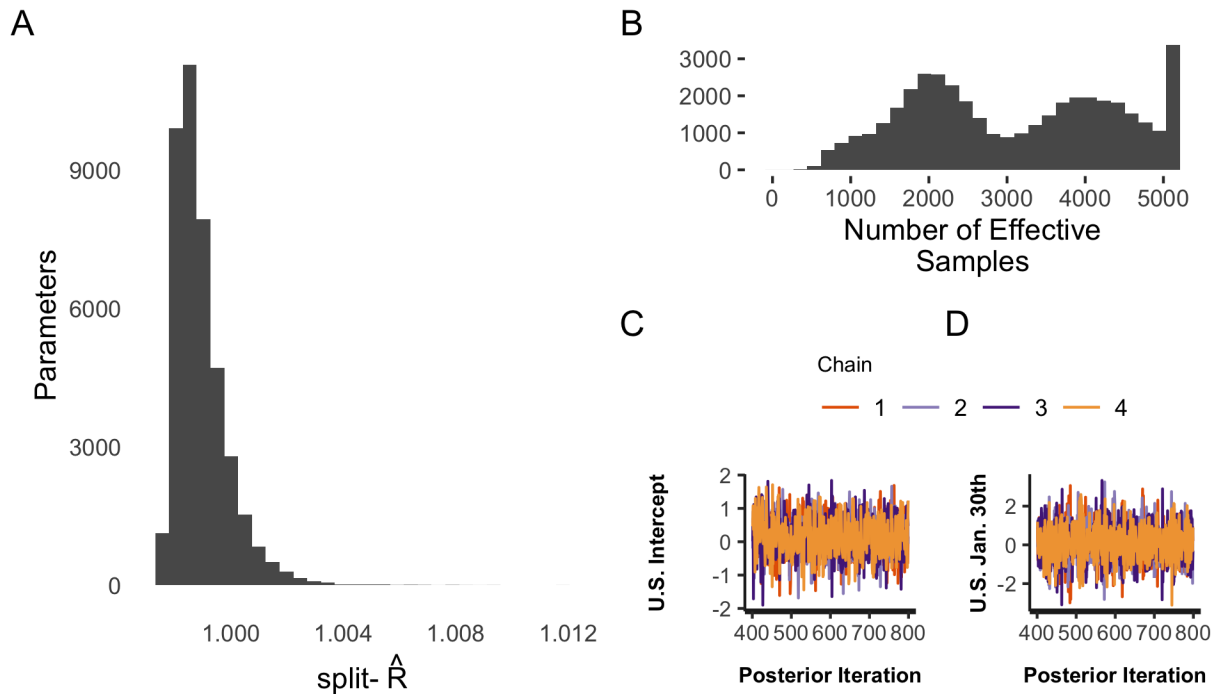 A
9000
6000
3000
0
Parameters
1.000 1.004 1.008 1.012
split- R̂
B
3000
2000
1000
0
0 1000 2000 3000 4000 5000
Number of Effective
Samples
C
D
Chain
1 2 3 4
U.S. Intercept
2
1
0
-1
-2
400 500 600 700 800
Posterior Iteration
U.S. Jan. 30th
2
0
-2
400 500 600 700 800
Posterior Iteration